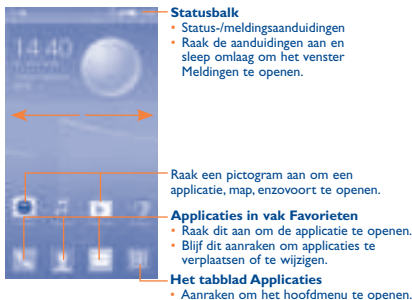 Statusbalk
• Status-/meldingsaanduidingen
• Raak de aanduidingen aan en
sleep omlaag om het venster
Meldingen te openen.
14:40
Raak een pictogram aan om een
applicatie, map, enzovoort te openen.
Applicaties in vak Favorieten
• Raak dit aan om de applicatie te openen.
• Blijf dit aanraken om applicaties te
verplaatsen of te wijzigen.
Het tabblad Applicaties
• Aanraken om het hoofdmenu te openen.